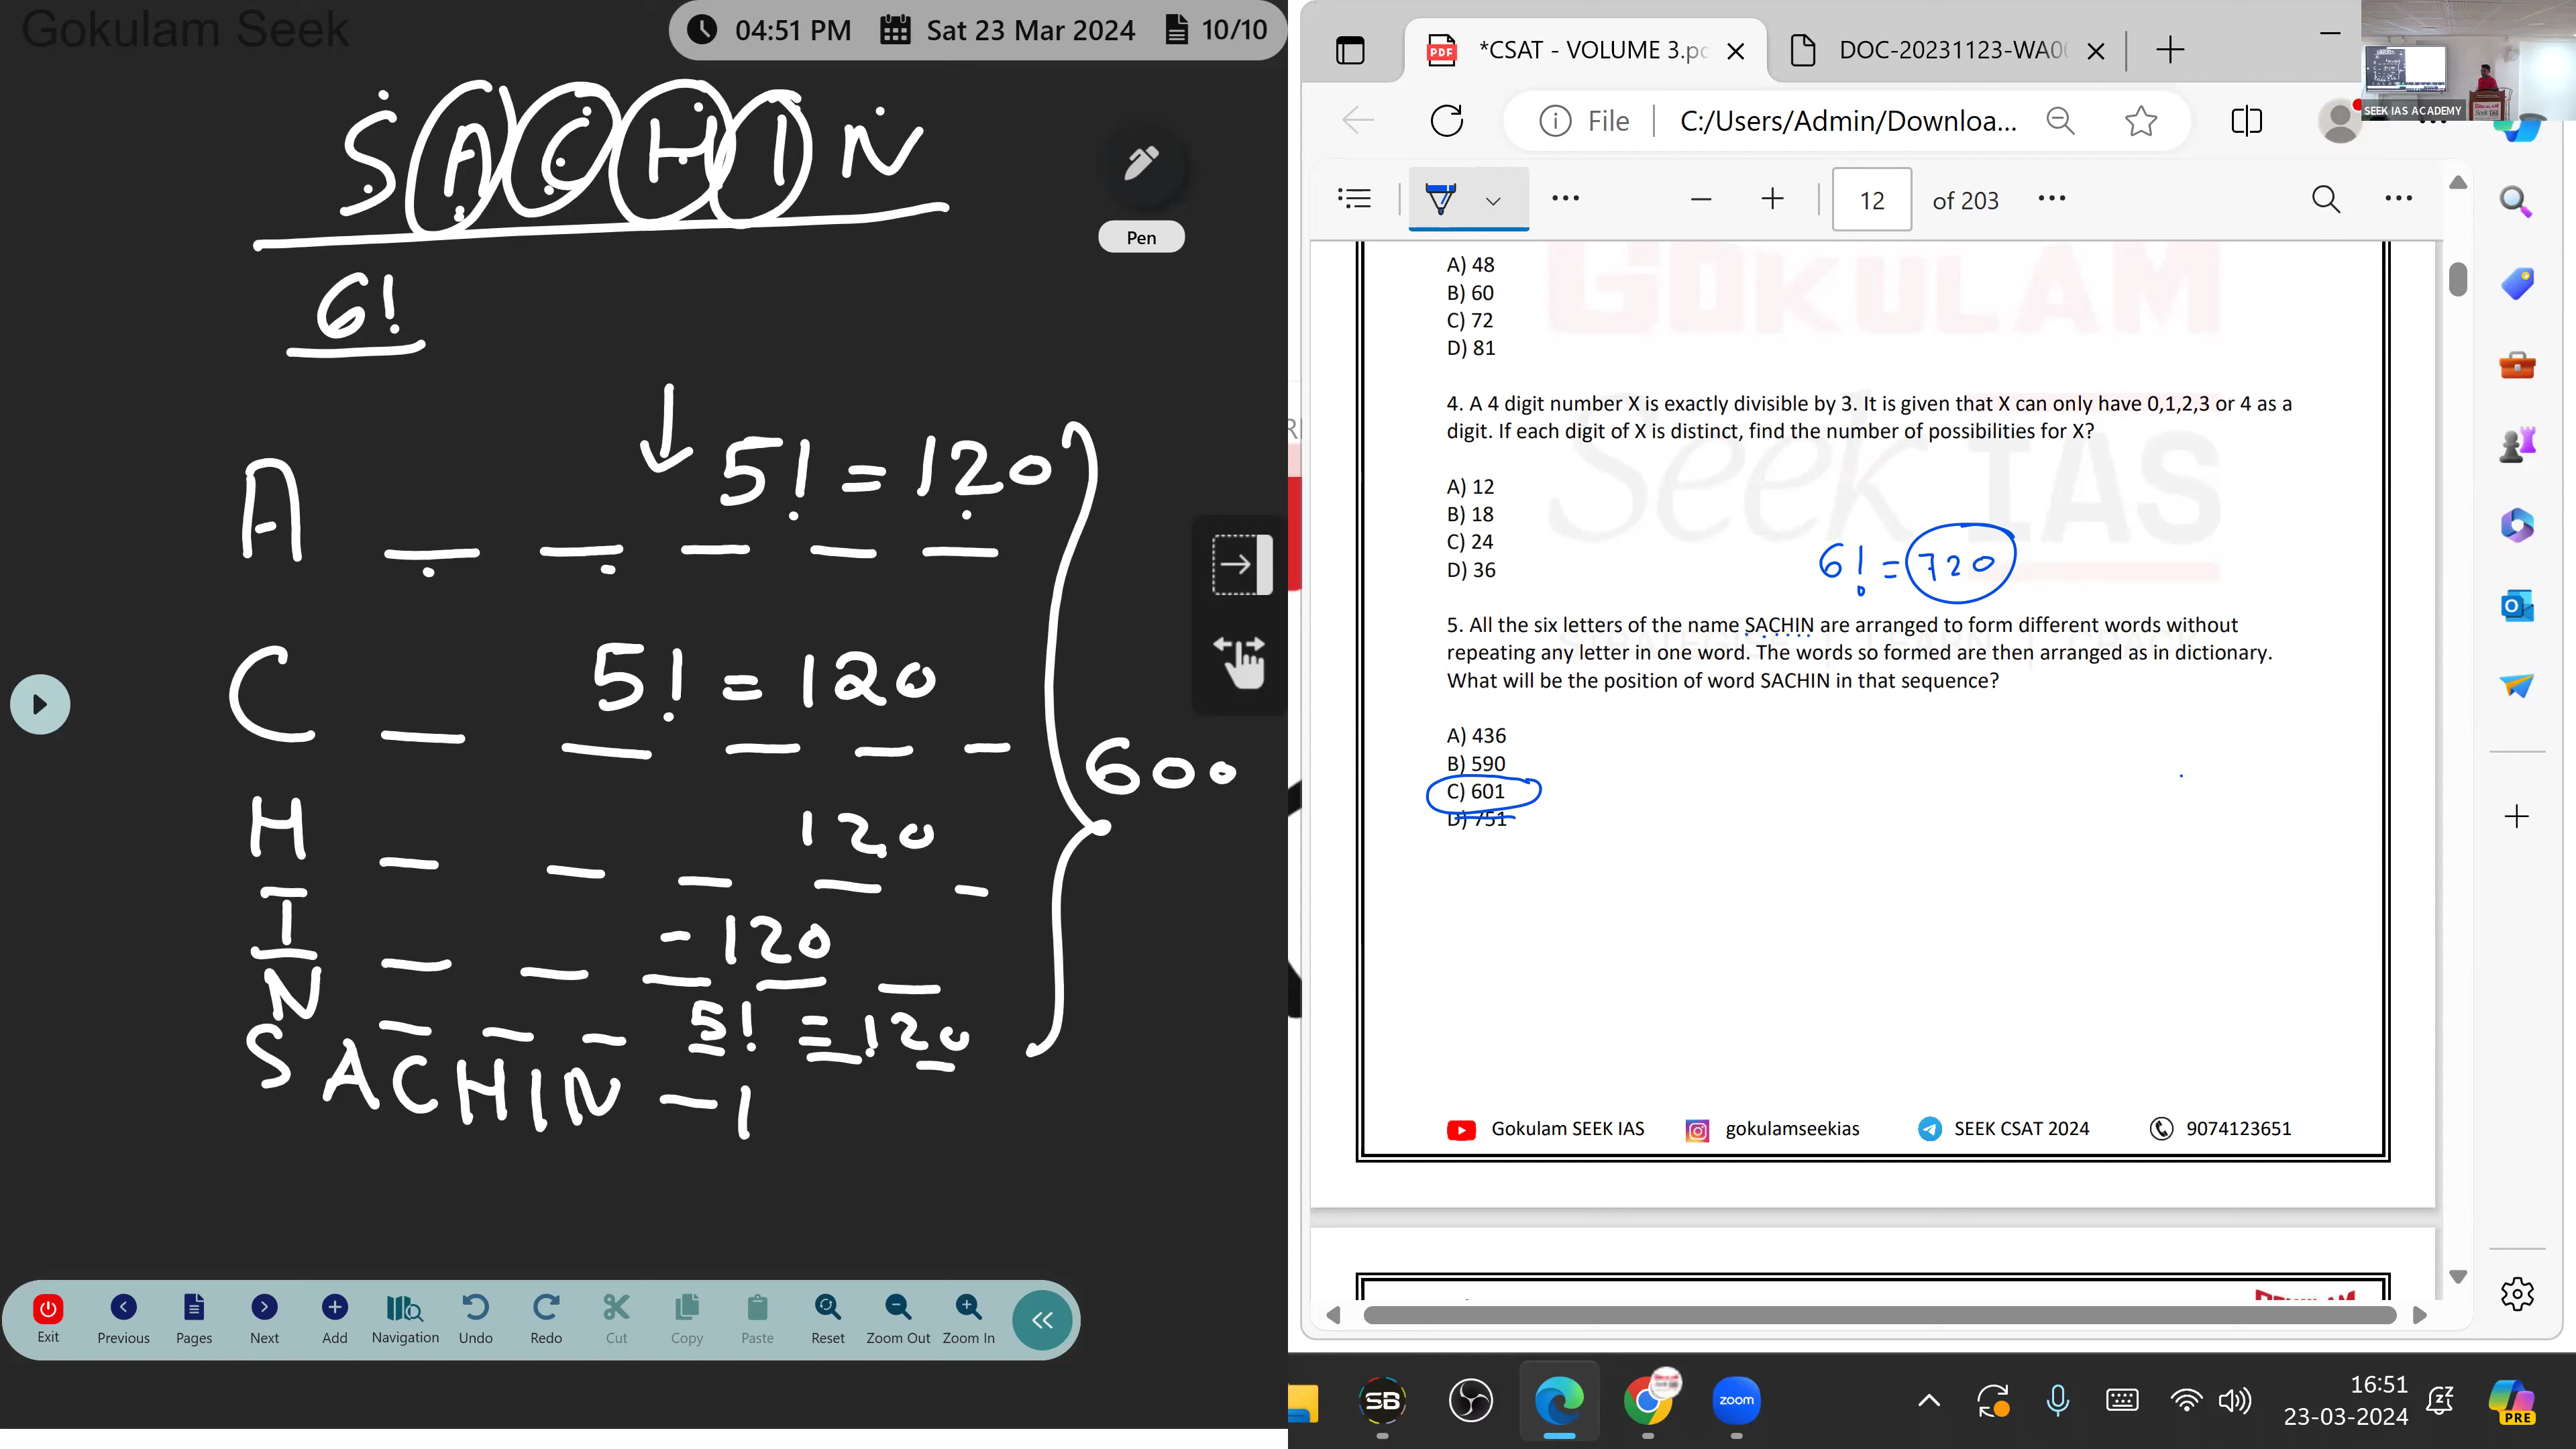 Gokulam Seek
04:51 PM Sat 23 Mar 2024 10/10
SACHIN
6!
Pen
A 5! = 120
C 5! = 120
H 120
I - 120
N 5! = 120
600
SACHIN - 1
Exit Previous Pages Next Add Navigation Undo Redo Cut Copy Paste Reset Zoom Out Zoom In
*CSAT - VOLUME 3.pc
DOC-20231123-WA00
SEEK IAS ACADEMY
File C:/Users/Admin/Downloa...
12 of 203
GOKULAM
Seek IAS
A) 48
B) 60
C) 72
D) 81
4. A 4 digit number X is exactly divisible by 3. It is given that X can only have 0,1,2,3 or 4 as a
digit. If each digit of X is distinct, find the number of possibilities for X?
A) 12
B) 18
C) 24
D) 36
6! = 720
5. All the six letters of the name SACHIN are arranged to form different words without
repeating any letter in one word. The words so formed are then arranged as in dictionary.
What will be the position of word SACHIN in that sequence?
A) 436
B) 590
C) 601
D) 751
Gokulam SEEK IAS gokulamseekias SEEK CSAT 2024 9074123651
SB zoom
16:51
23-03-2024
PRE